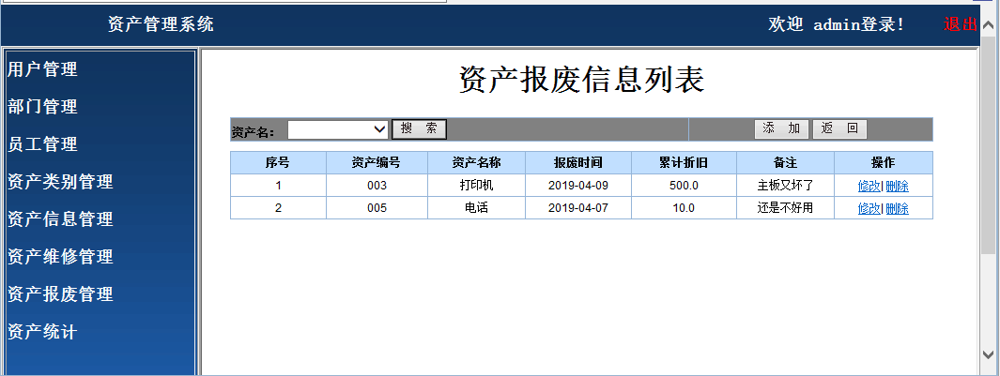 资产管理系统 欢迎 admin登录! 退出
用户管理
部门管理
员工管理
资产类别管理
资产信息管理
资产维修管理
资产报废管理
资产统计
资产报废信息列表
资产名: 搜 索 添 加 返 回
序号 资产编号 资产名称 报废时间 累计折旧 备注 操作
1 003 打印机 2019-04-09 500.0 主板又坏了 修改|删除
2 005 电话 2019-04-07 10.0 还是不好用 修改|删除